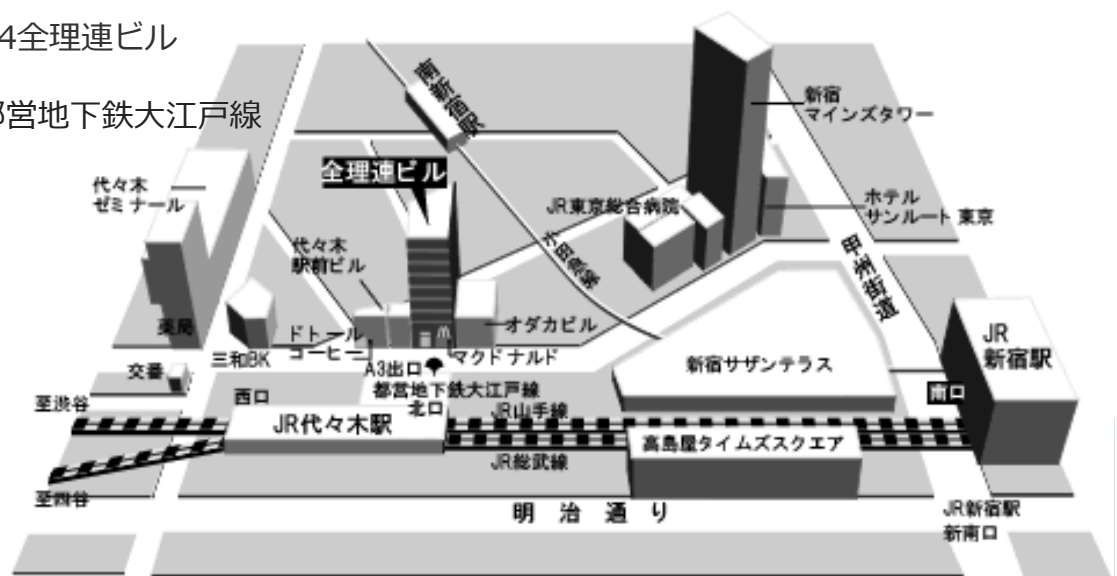 4全理連ビル
都営地下鉄大江戸線
南新宿駅
新宿
マインズタワー
全理連ビル
代々木
ゼミナール
JR東京総合病院
ホテル
サンルート東京
代々木
駅前ビル
小田急線
甲州街道
薬局
ドトール
コーヒー
オダカビル
JR
新宿駅
三和BK
A3出口
マクドナルド
新宿サザンテラス
交番
都営地下鉄大江戸線
西口
北口
南口
至渋谷
JR山手線
JR代々木駅
高島屋タイムズスクエア
JR総武線
至四谷
明治通り
JR新宿駅
新南口